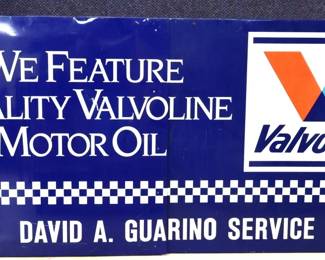 WE FEATURE
ALITY VALVOLINE
MOTOR OIL
Valvo
DAVID A. GUARINO SERVICE